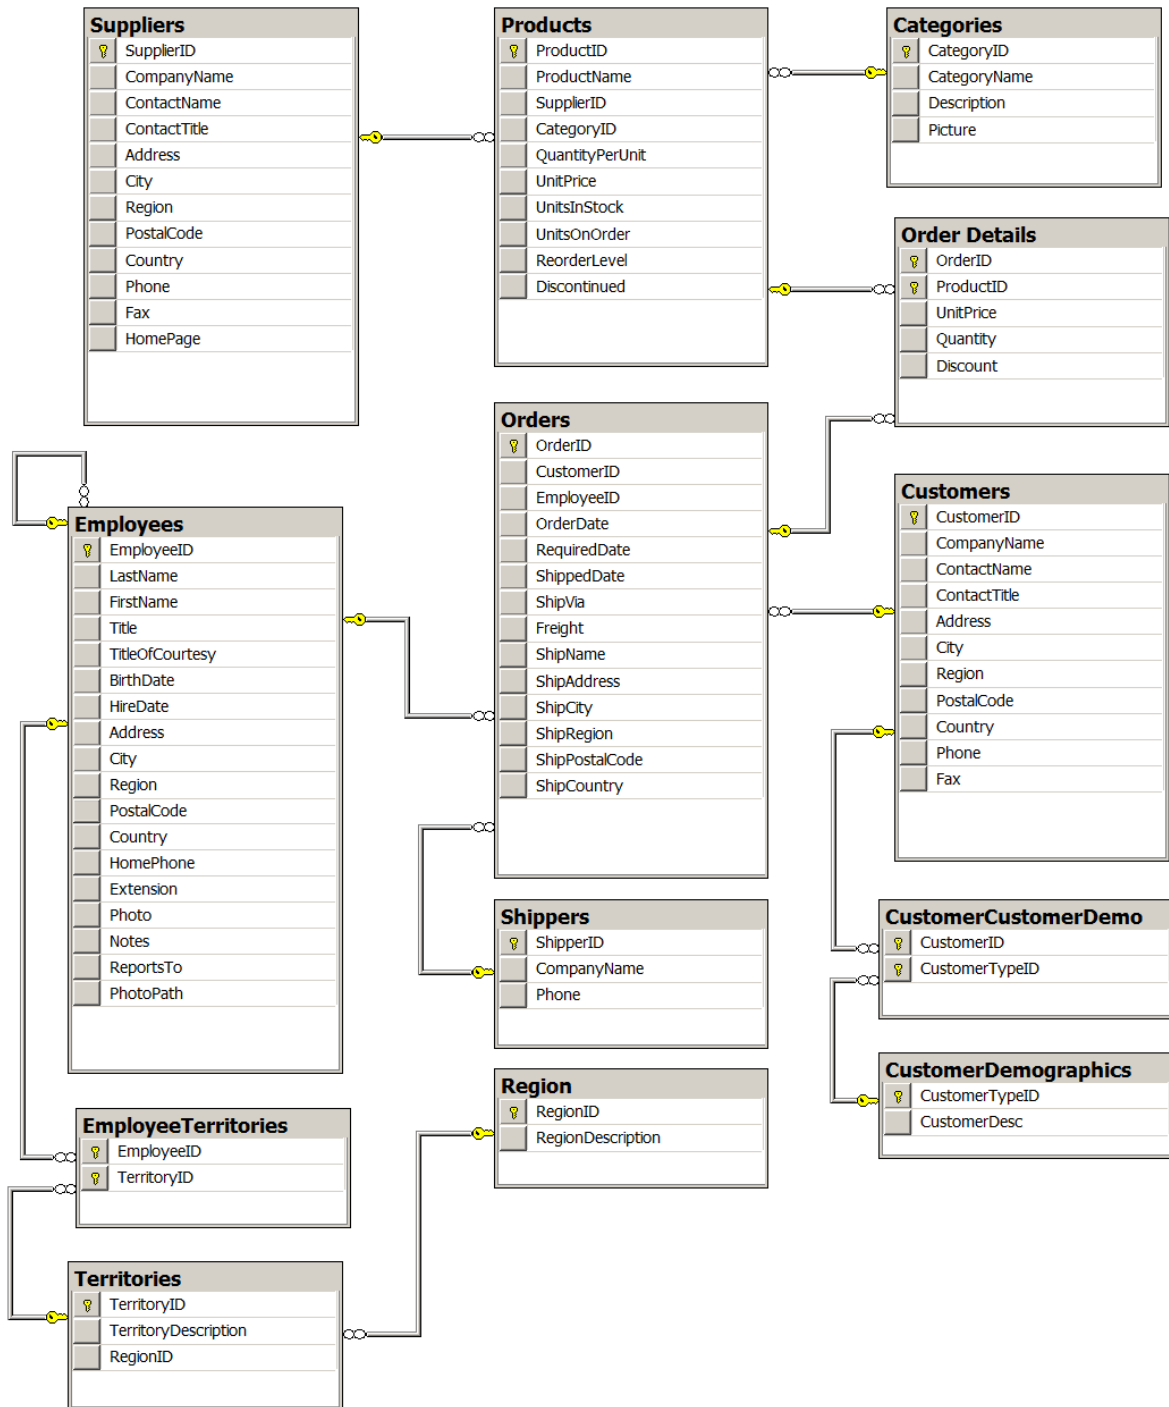 Suppliers
SupplierID
CompanyName
ContactName
ContactTitle
Address
City
Region
PostalCode
Country
Phone
Fax
HomePage
Products
ProductID
ProductName
SupplierID
CategoryID
QuantityPerUnit
UnitPrice
UnitsInStock
UnitsOnOrder
ReorderLevel
Discontinued
Categories
CategoryID
CategoryName
Description
Picture
Order Details
OrderID
ProductID
UnitPrice
Quantity
Discount
Employees
EmployeeID
LastName
FirstName
Title
TitleOfCourtesy
BirthDate
HireDate
Address
City
Region
PostalCode
Country
HomePhone
Extension
Photo
Notes
ReportsTo
PhotoPath
Orders
OrderID
CustomerID
EmployeeID
OrderDate
RequiredDate
ShippedDate
ShipVia
Freight
ShipName
ShipAddress
ShipCity
ShipRegion
ShipPostalCode
ShipCountry
Customers
CustomerID
CompanyName
ContactName
ContactTitle
Address
City
Region
PostalCode
Country
Phone
Fax
Shippers
ShipperID
CompanyName
Phone
CustomerCustomerDemo
CustomerID
CustomerTypeID
CustomerDemographics
CustomerTypeID
CustomerDesc
Region
RegionID
RegionDescription
EmployeeTerritories
EmployeeID
TerritoryID
Territories
TerritoryID
TerritoryDescription
RegionID